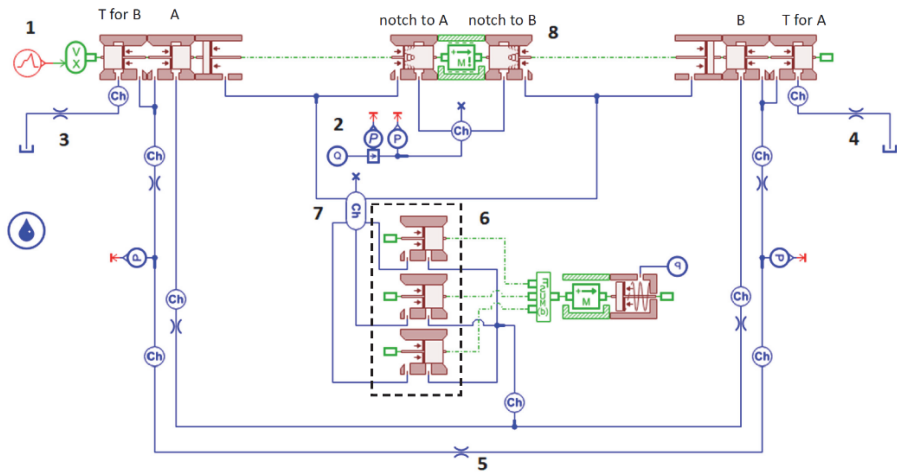 T for B A notch to A notch to B 8 B T for A
1
V
X
M
Ch Ch Ch
2
P P
3 Q 4
Ch Ch
7 Ch 6
P P P
M
Ch Ch
Ch Ch
Ch
5